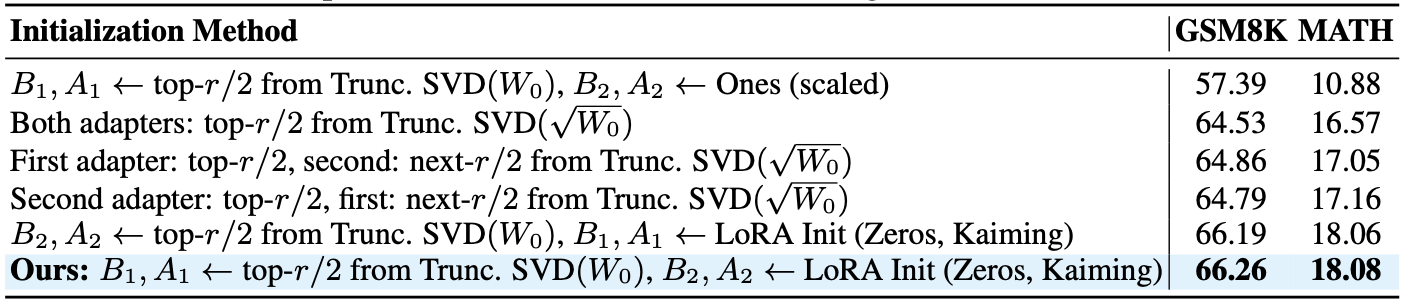 Initialization Method GSM8K MATH
B₁, A₁ ← top-r/2 from Trunc. SVD(W₀), B₂, A₂ ← Ones (scaled) 57.39 10.88
Both adapters: top-r/2 from Trunc. SVD(√W₀) 64.53 16.57
First adapter: top-r/2, second: next-r/2 from Trunc. SVD(√W₀) 64.86 17.05
Second adapter: top-r/2, first: next-r/2 from Trunc. SVD(√W₀) 64.79 17.16
B₂, A₂ ← top-r/2 from Trunc. SVD(W₀), B₁, A₁ ← LoRA Init (Zeros, Kaiming) 66.19 18.06
Ours: B₁, A₁ ← top-r/2 from Trunc. SVD(W₀), B₂, A₂ ← LoRA Init (Zeros, Kaiming) 66.26 18.08